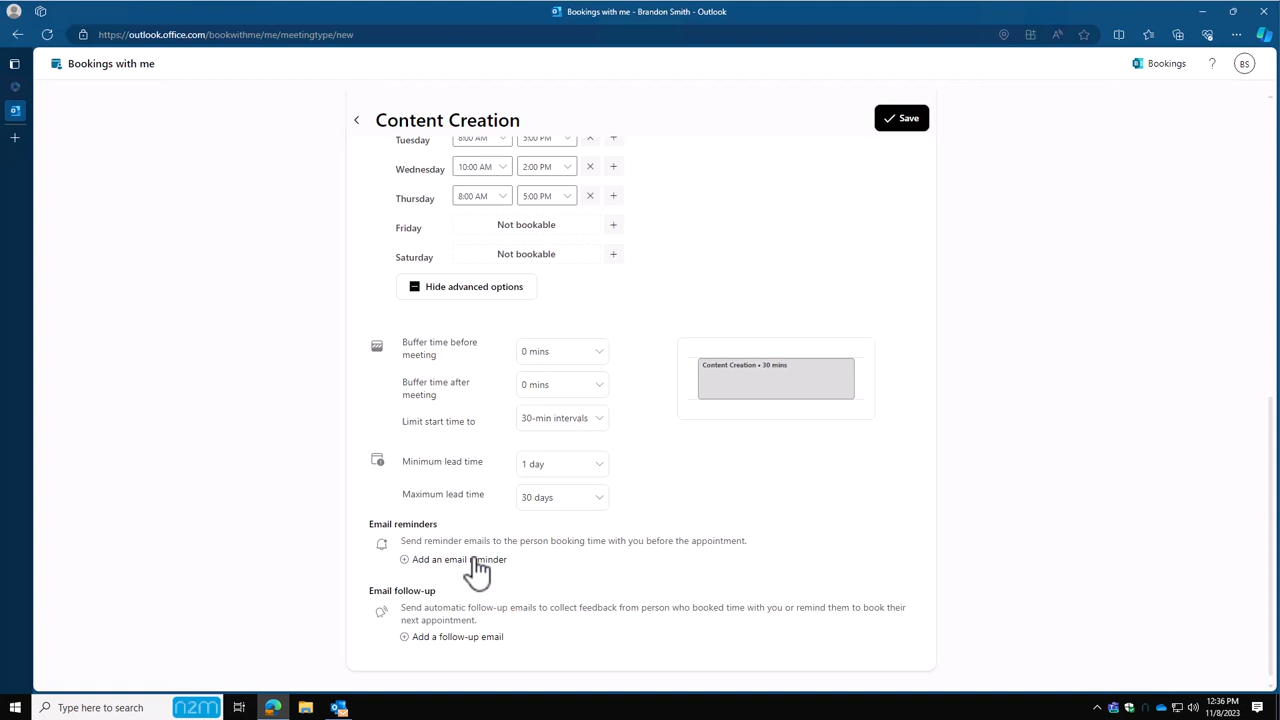 Bookings with me - Brandon Smith - Outlook
https://outlook.office.com/bookwithme/me/meetingtype/new
Bookings with me
Bookings
?
BS
Content Creation
Save
Tuesday 8:00 AM 5:00 PM
Wednesday 10:00 AM 2:00 PM
Thursday 8:00 AM 5:00 PM
Friday Not bookable
Saturday Not bookable
Hide advanced options
Buffer time before
meeting
0 mins
Content Creation • 30 mins
Buffer time after
meeting
0 mins
Limit start time to 30-min intervals
Minimum lead time 1 day
Maximum lead time 30 days
Email reminders
Send reminder emails to the person booking time with you before the appointment.
Add an email reminder
Email follow-up
Send automatic follow-up emails to collect feedback from person who booked time with you or remind them to book their
next appointment.
Add a follow-up email
Type here to search
n2m
12:36 PM
11/8/2023